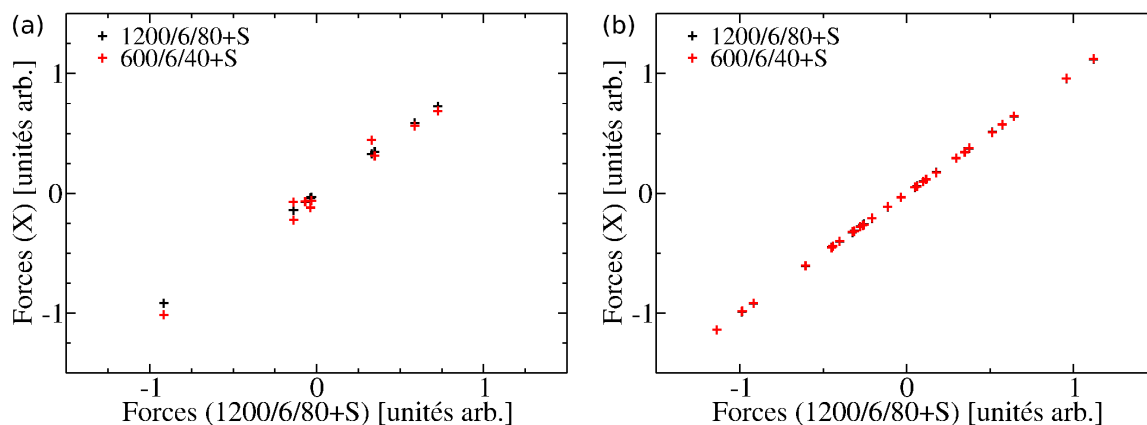 (a)
+ 1200/6/80+S
+ 600/6/40+S
Forces (X) [unités arb.]
1
0
-1
-1 0 1
Forces (1200/6/80+S) [unités arb.]
(b)
+ 1200/6/80+S
+ 600/6/40+S
Forces (X) [unités arb.]
1
0
-1
-1 0 1
Forces (1200/6/80+S) [unités arb.]